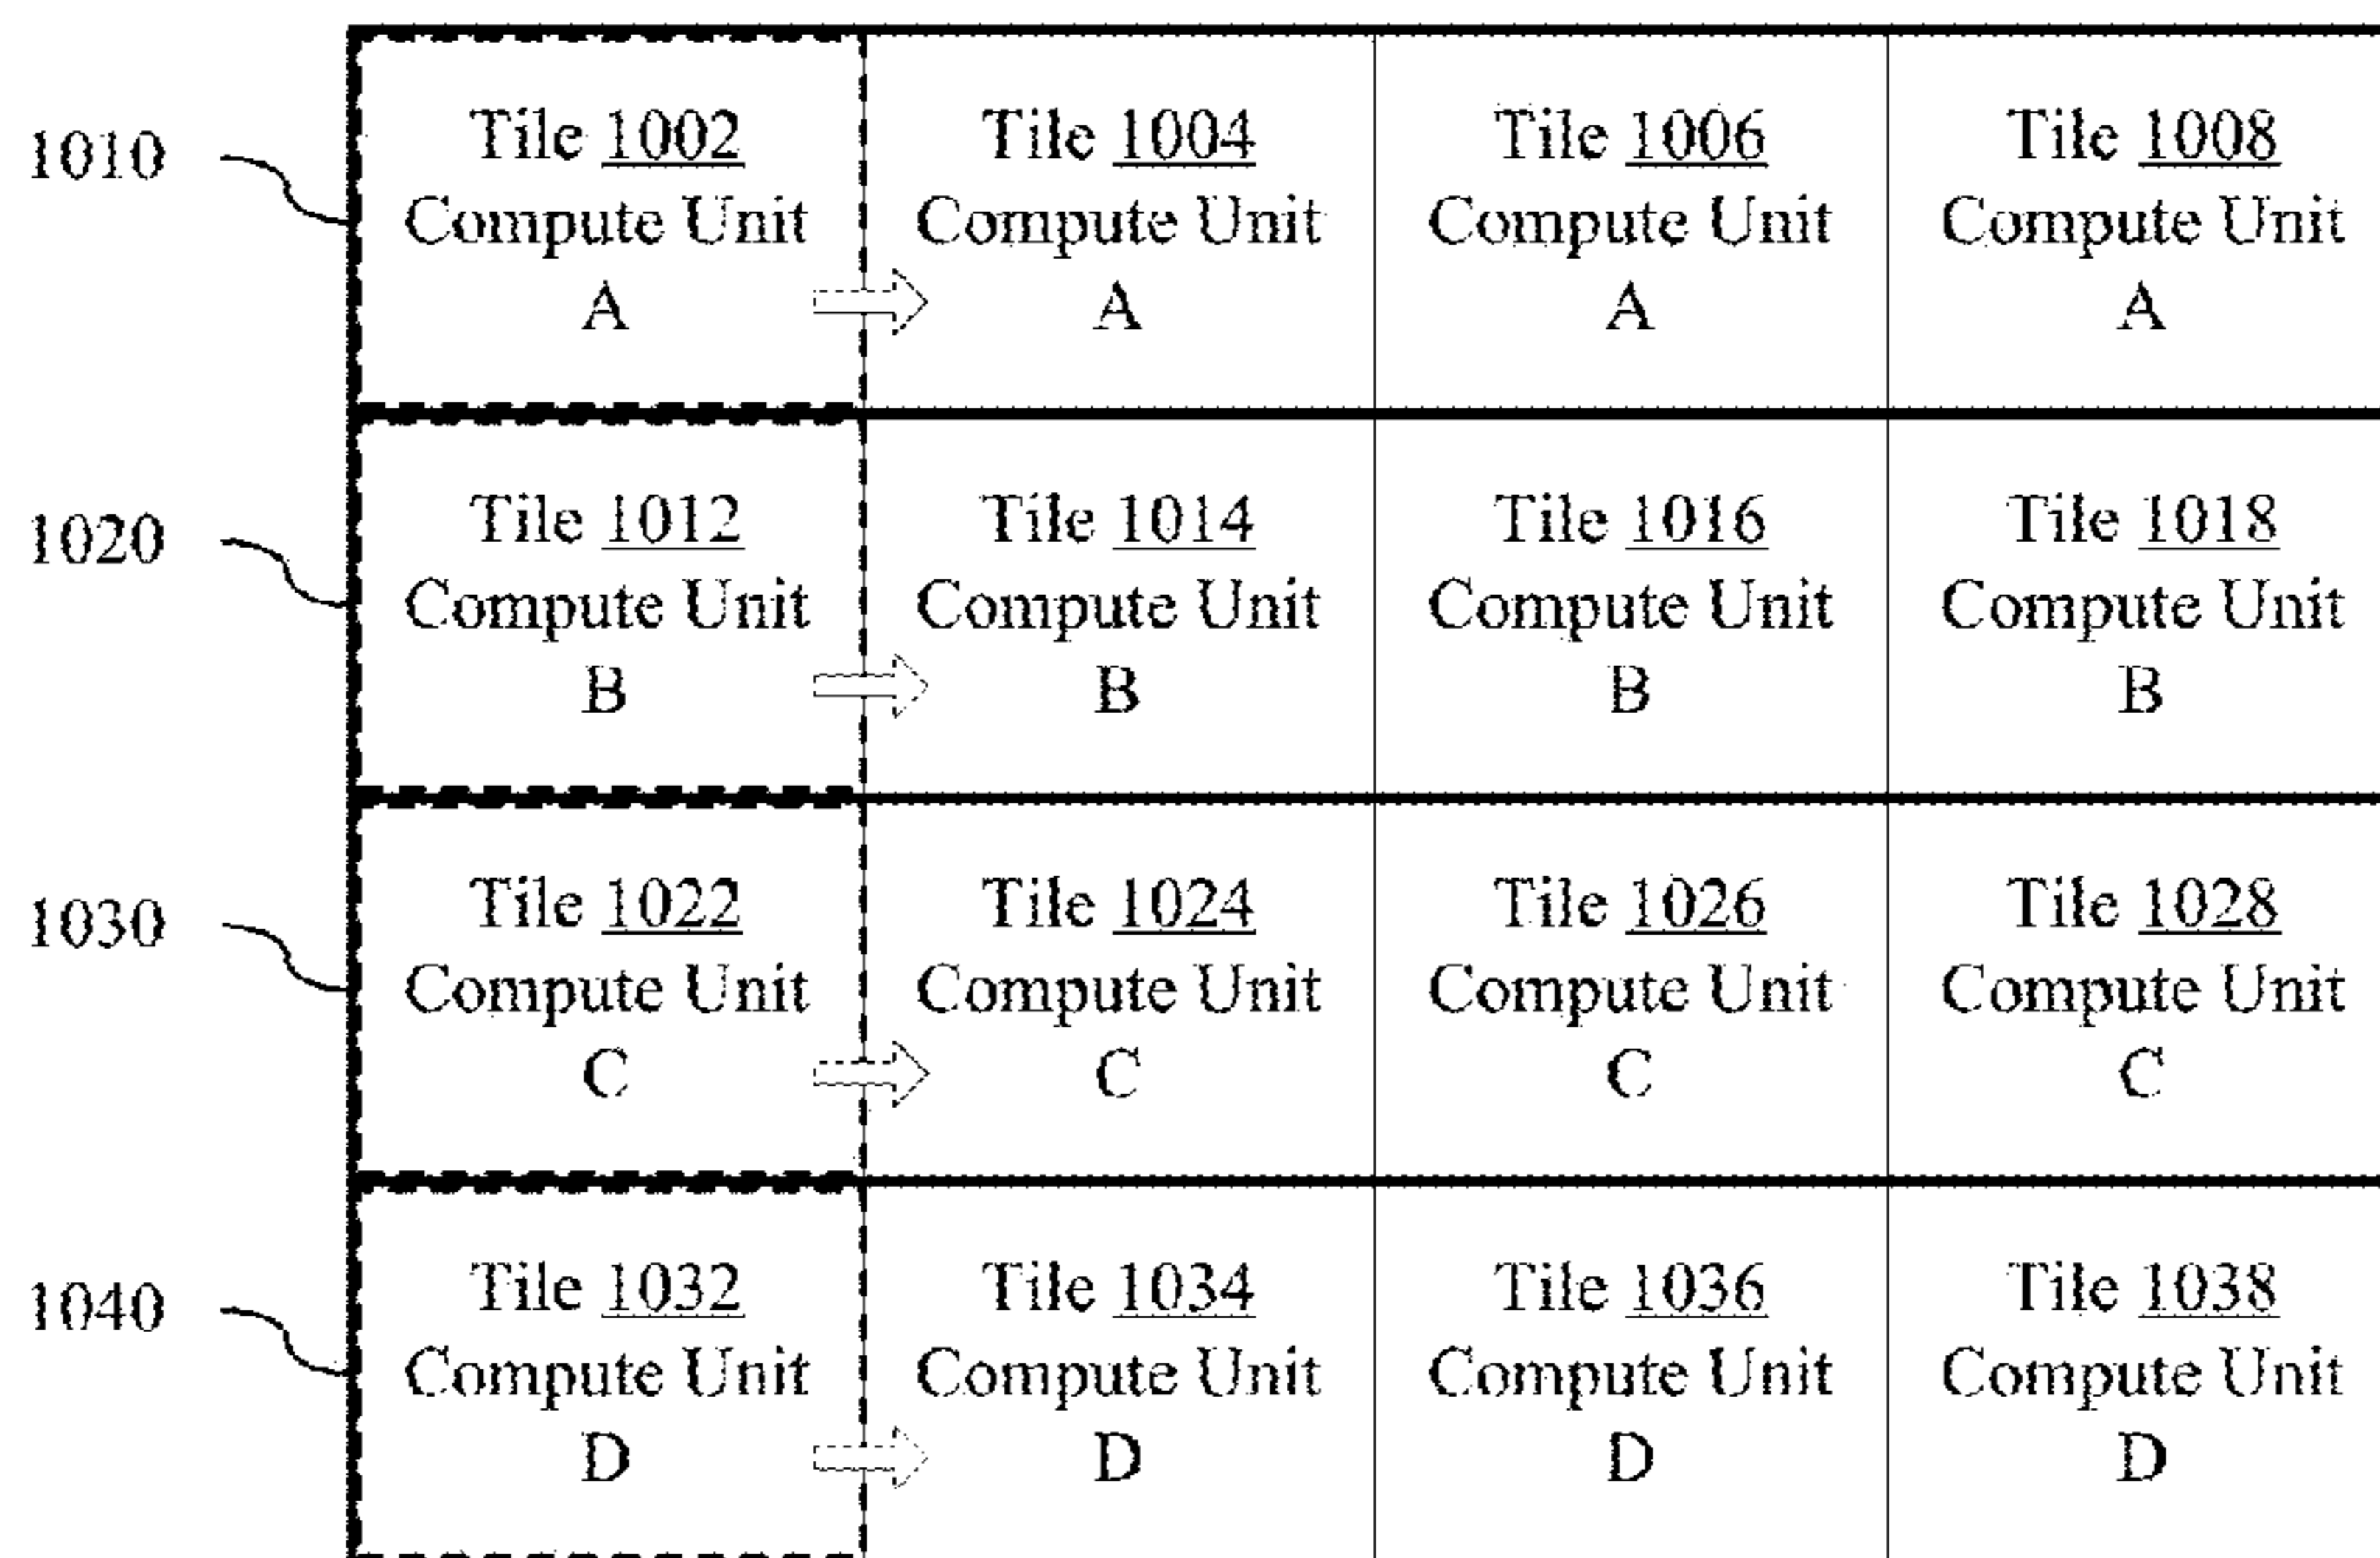 1010
Tile 1002
Compute Unit
A
Tile 1004
Compute Unit
A
Tile 1006
Compute Unit
A
Tile 1008
Compute Unit
A
1020
Tile 1012
Compute Unit
B
Tile 1014
Compute Unit
B
Tile 1016
Compute Unit
B
Tile 1018
Compute Unit
B
1030
Tile 1022
Compute Unit
C
Tile 1024
Compute Unit
C
Tile 1026
Compute Unit
C
Tile 1028
Compute Unit
C
1040
Tile 1032
Compute Unit
D
Tile 1034
Compute Unit
D
Tile 1036
Compute Unit
D
Tile 1038
Compute Unit
D